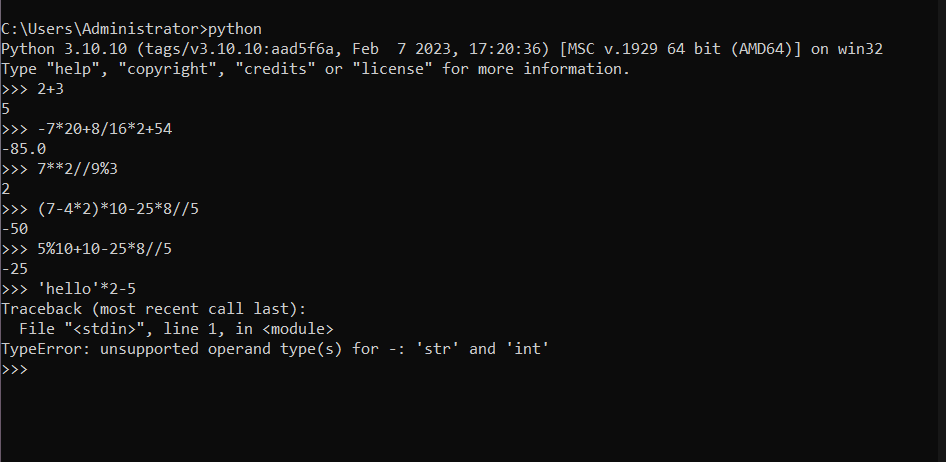 C:\Users\Administrator>python
Python 3.10.10 (tags/v3.10.10:aad5f6a, Feb  7 2023, 17:20:36) [MSC v.1929 64 bit (AMD64)] on win32
Type "help", "copyright", "credits" or "license" for more information.
>>> 2+3
5
>>> -7*20+8/16*2+54
-85.0
>>> 7**2//9%3
2
>>> (7-4*2)*10-25*8//5
-50
>>> 5%10+10-25*8//5
-25
>>> 'hello'*2-5
Traceback (most recent call last):
  File "<stdin>", line 1, in <module>
TypeError: unsupported operand type(s) for -: 'str' and 'int'
>>>